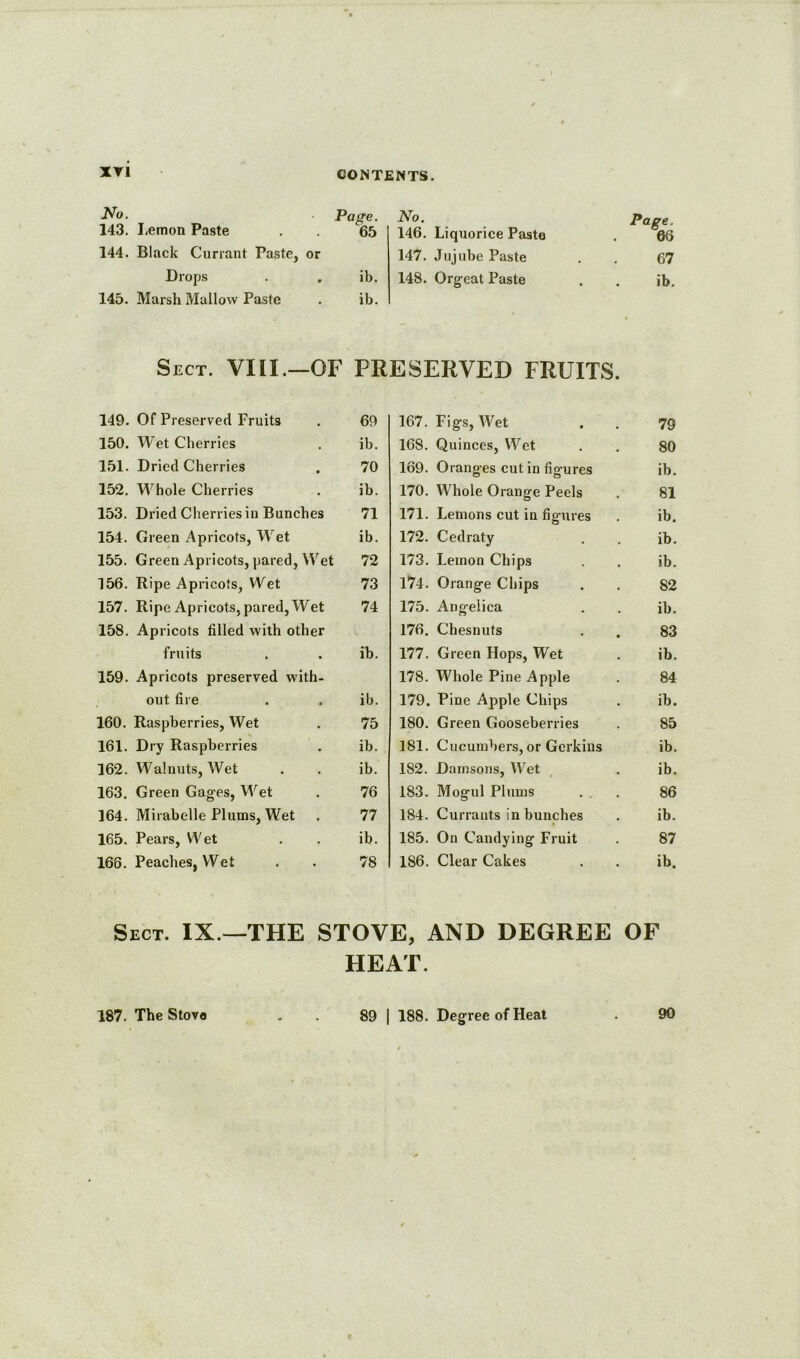 xvi CONTENTS.
No. Page.
143. Lemon Paste . . 65
144. Black Currant Paste, or
Drops . . ib.
145. Marsh Mallow Paste . ib.
No. Page.
146. Liquorice Paste . 66
147. Jujube Paste . . 67
148. Orgeat Paste . . ib.
Sect. VIII.—OF PRESERVED FRUITS.
149. Of Preserved Fruits . 69
150. Wet Cherries . ib.
151. Dried Cherries . 70
152. Whole Cherries . ib.
153. Dried Cherries in Bunches 71
154. Green Apricots, Wet ib.
155. Green Apricots, pared, Wet 72
156. Ripe Apricots, Wet 73
157. Ripe Apricots, pared, Wet 74
158. Apricots filled with other
fruits . . ib.
159. Apricots preserved with-
out fire . . ib.
160. Raspberries, Wet . 75
161. Dry Raspberries . ib.
162. Walnuts, Wet . . ib.
163. Green Gages, Wet . 76
164. Mirabelle Plums, Wet . 77
165. Pears, Wet . . ib.
166. Peaches, Wet . . 78
167. Figs, Wet . . 79
168. Quinces, Wet . . 80
169. Oranges cut in figures ib.
170. Whole Orange Peels . 81
171. Lemons cut in figures . ib.
172. Cedraty . . ib.
173. Lemon Chips . . ib.
174. Orange Chips . . 82
175. Angelica . . ib.
176. Chesnuts . . 83
177. Green Hops, Wet . ib.
178. Whole Pine Apple . 84
179. Pine Apple Chips . ib.
180. Green Gooseberries . 85
181. Cucumbers, or Gerkins ib.
182. Damsons, Wet . ib.
183. Mogul Plums . . 86
184. Currants in bunches . ib.
185. On Candying Fruit . 87
186. Clear Cakes . . ib.
Sect. IX.—THE STOVE, AND DEGREE OF
HEAT.
187. The Stove . . 89 | 188. Degree of Heat . 90